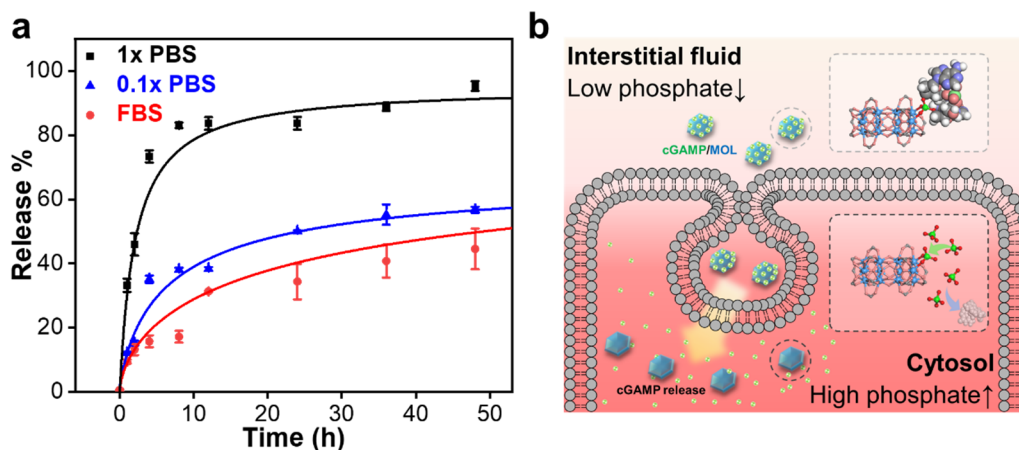 a
1x PBS
0.1x PBS
FBS
Release %
100
80
60
40
20
0
0
10
20
30
40
50
Time (h)
b
Interstitial fluid
Low phosphate↓
cGAMP/MOL
cGAMP release
Cytosol
High phosphate↑